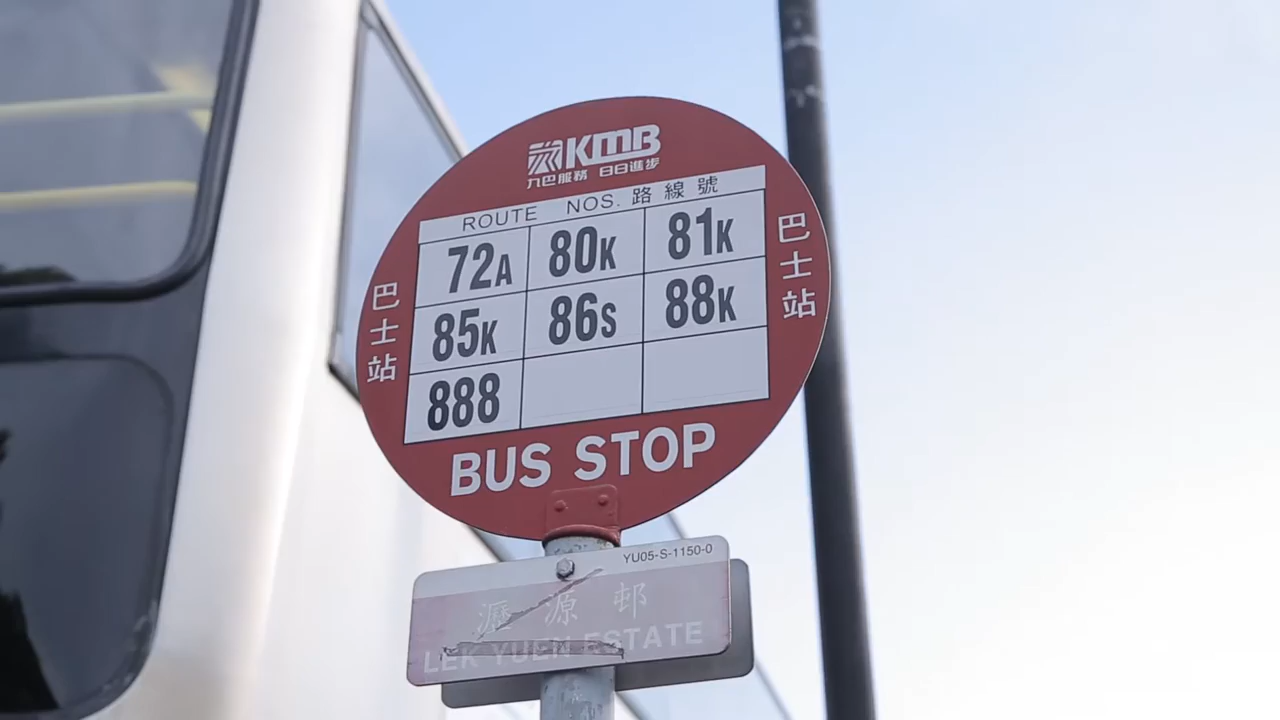 KMB
九巴服務 日日進步
ROUTE NOS. 路線號
72A 80K 81K
85K 86S 88K
888
巴士站
巴士站
BUS STOP
YU05-S-1150-0
瀝源邨
LEK YUEN ESTATE